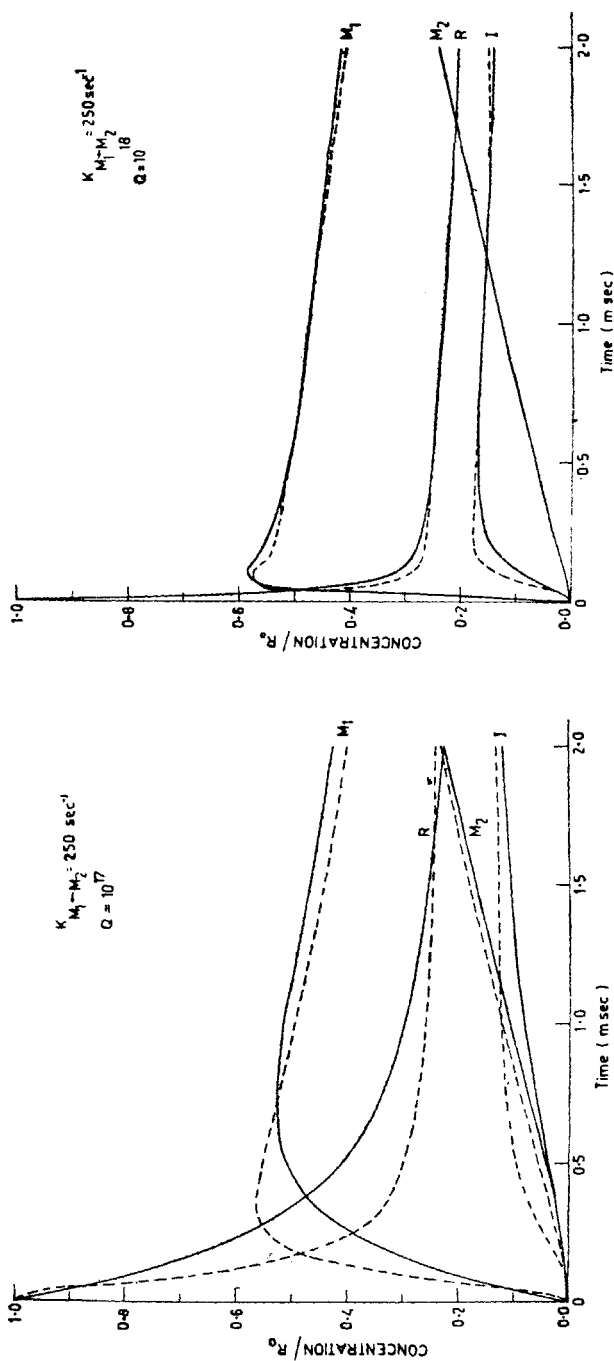 K M₁–M₂ = 250 sec⁻¹
Q = 10¹⁷
CONCENTRATION / R₀
1·0
0·8
0·6
0·4
0·2
0·0
M₁
R
M₂
I
0 0·5 1·0 1·5 2·0
Time ( msec )
K M₁–M₂ = 250 sec⁻¹
Q = 10¹⁸
CONCENTRATION / R₀
1·0
0·8
0·6
0·4
0·2
0·0
M₁
M₂
R
I
0 0·5 1·0 1·5 2·0
Time ( m sec )